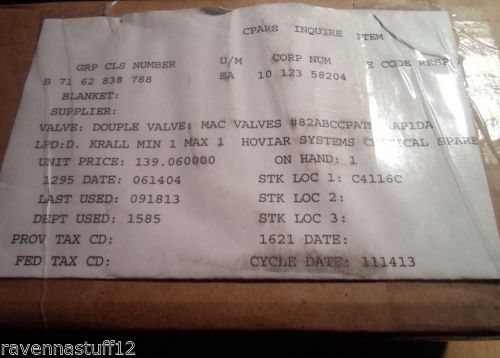 CPARS INQUIRE ITEM
GRP CLS NUMBER U/M CORP NUM E CODE RESP
B 71 62 838 788 EA 10 123 58204
BLANKET:
SUPPLIER:
VALVE: DOUPLE VALVE: MAC VALVES
LPD:D. KRALL MIN 1 MAX 1 HOVIAR SYSTEMS SPARE
UNIT PRICE: 139.060000 ON HAND: 1
1295 DATE: 061404 STK LOC 1: C4116C
LAST USED: 091813 STK LOC 2:
DEPT USED: 1585 STK LOC 3:
PROV TAX CD: 1621 DATE:
FED TAX CD: CYCLE DATE: 111413
ravennastuff12